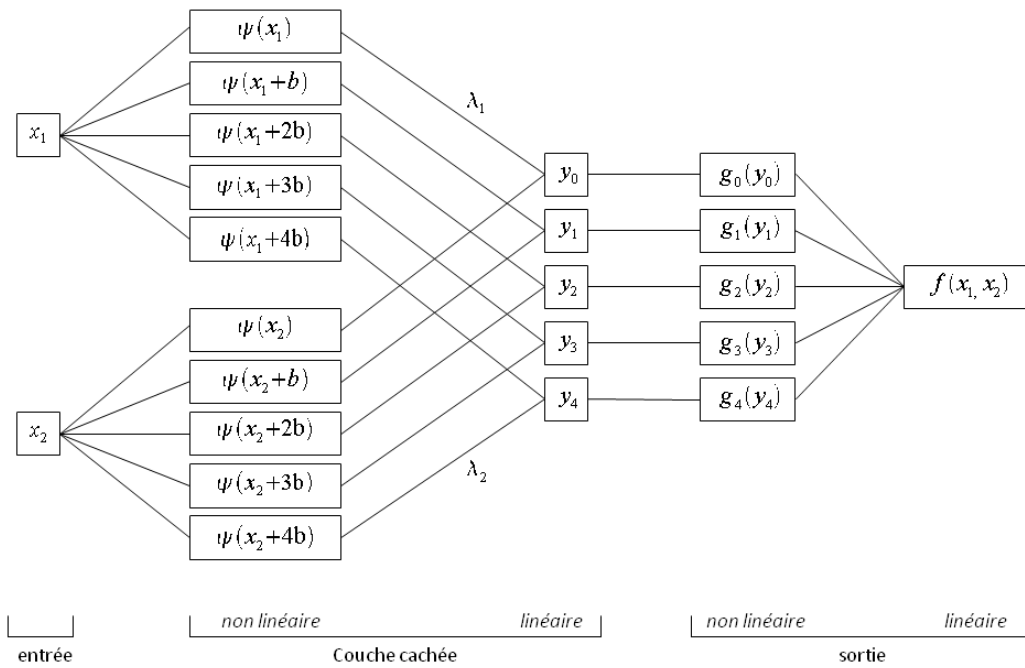 ψ(x₁)
ψ(x₁+b)
ψ(x₁+2b)
ψ(x₁+3b)
ψ(x₁+4b)
x₁
λ₁
ψ(x₂)
ψ(x₂+b)
ψ(x₂+2b)
ψ(x₂+3b)
ψ(x₂+4b)
x₂
λ₂
y₀
y₁
y₂
y₃
y₄
g₀(y₀)
g₁(y₁)
g₂(y₂)
g₃(y₃)
g₄(y₄)
f(x₁, x₂)
non linéaire linéaire non linéaire linéaire
entrée Couche cachée sortie